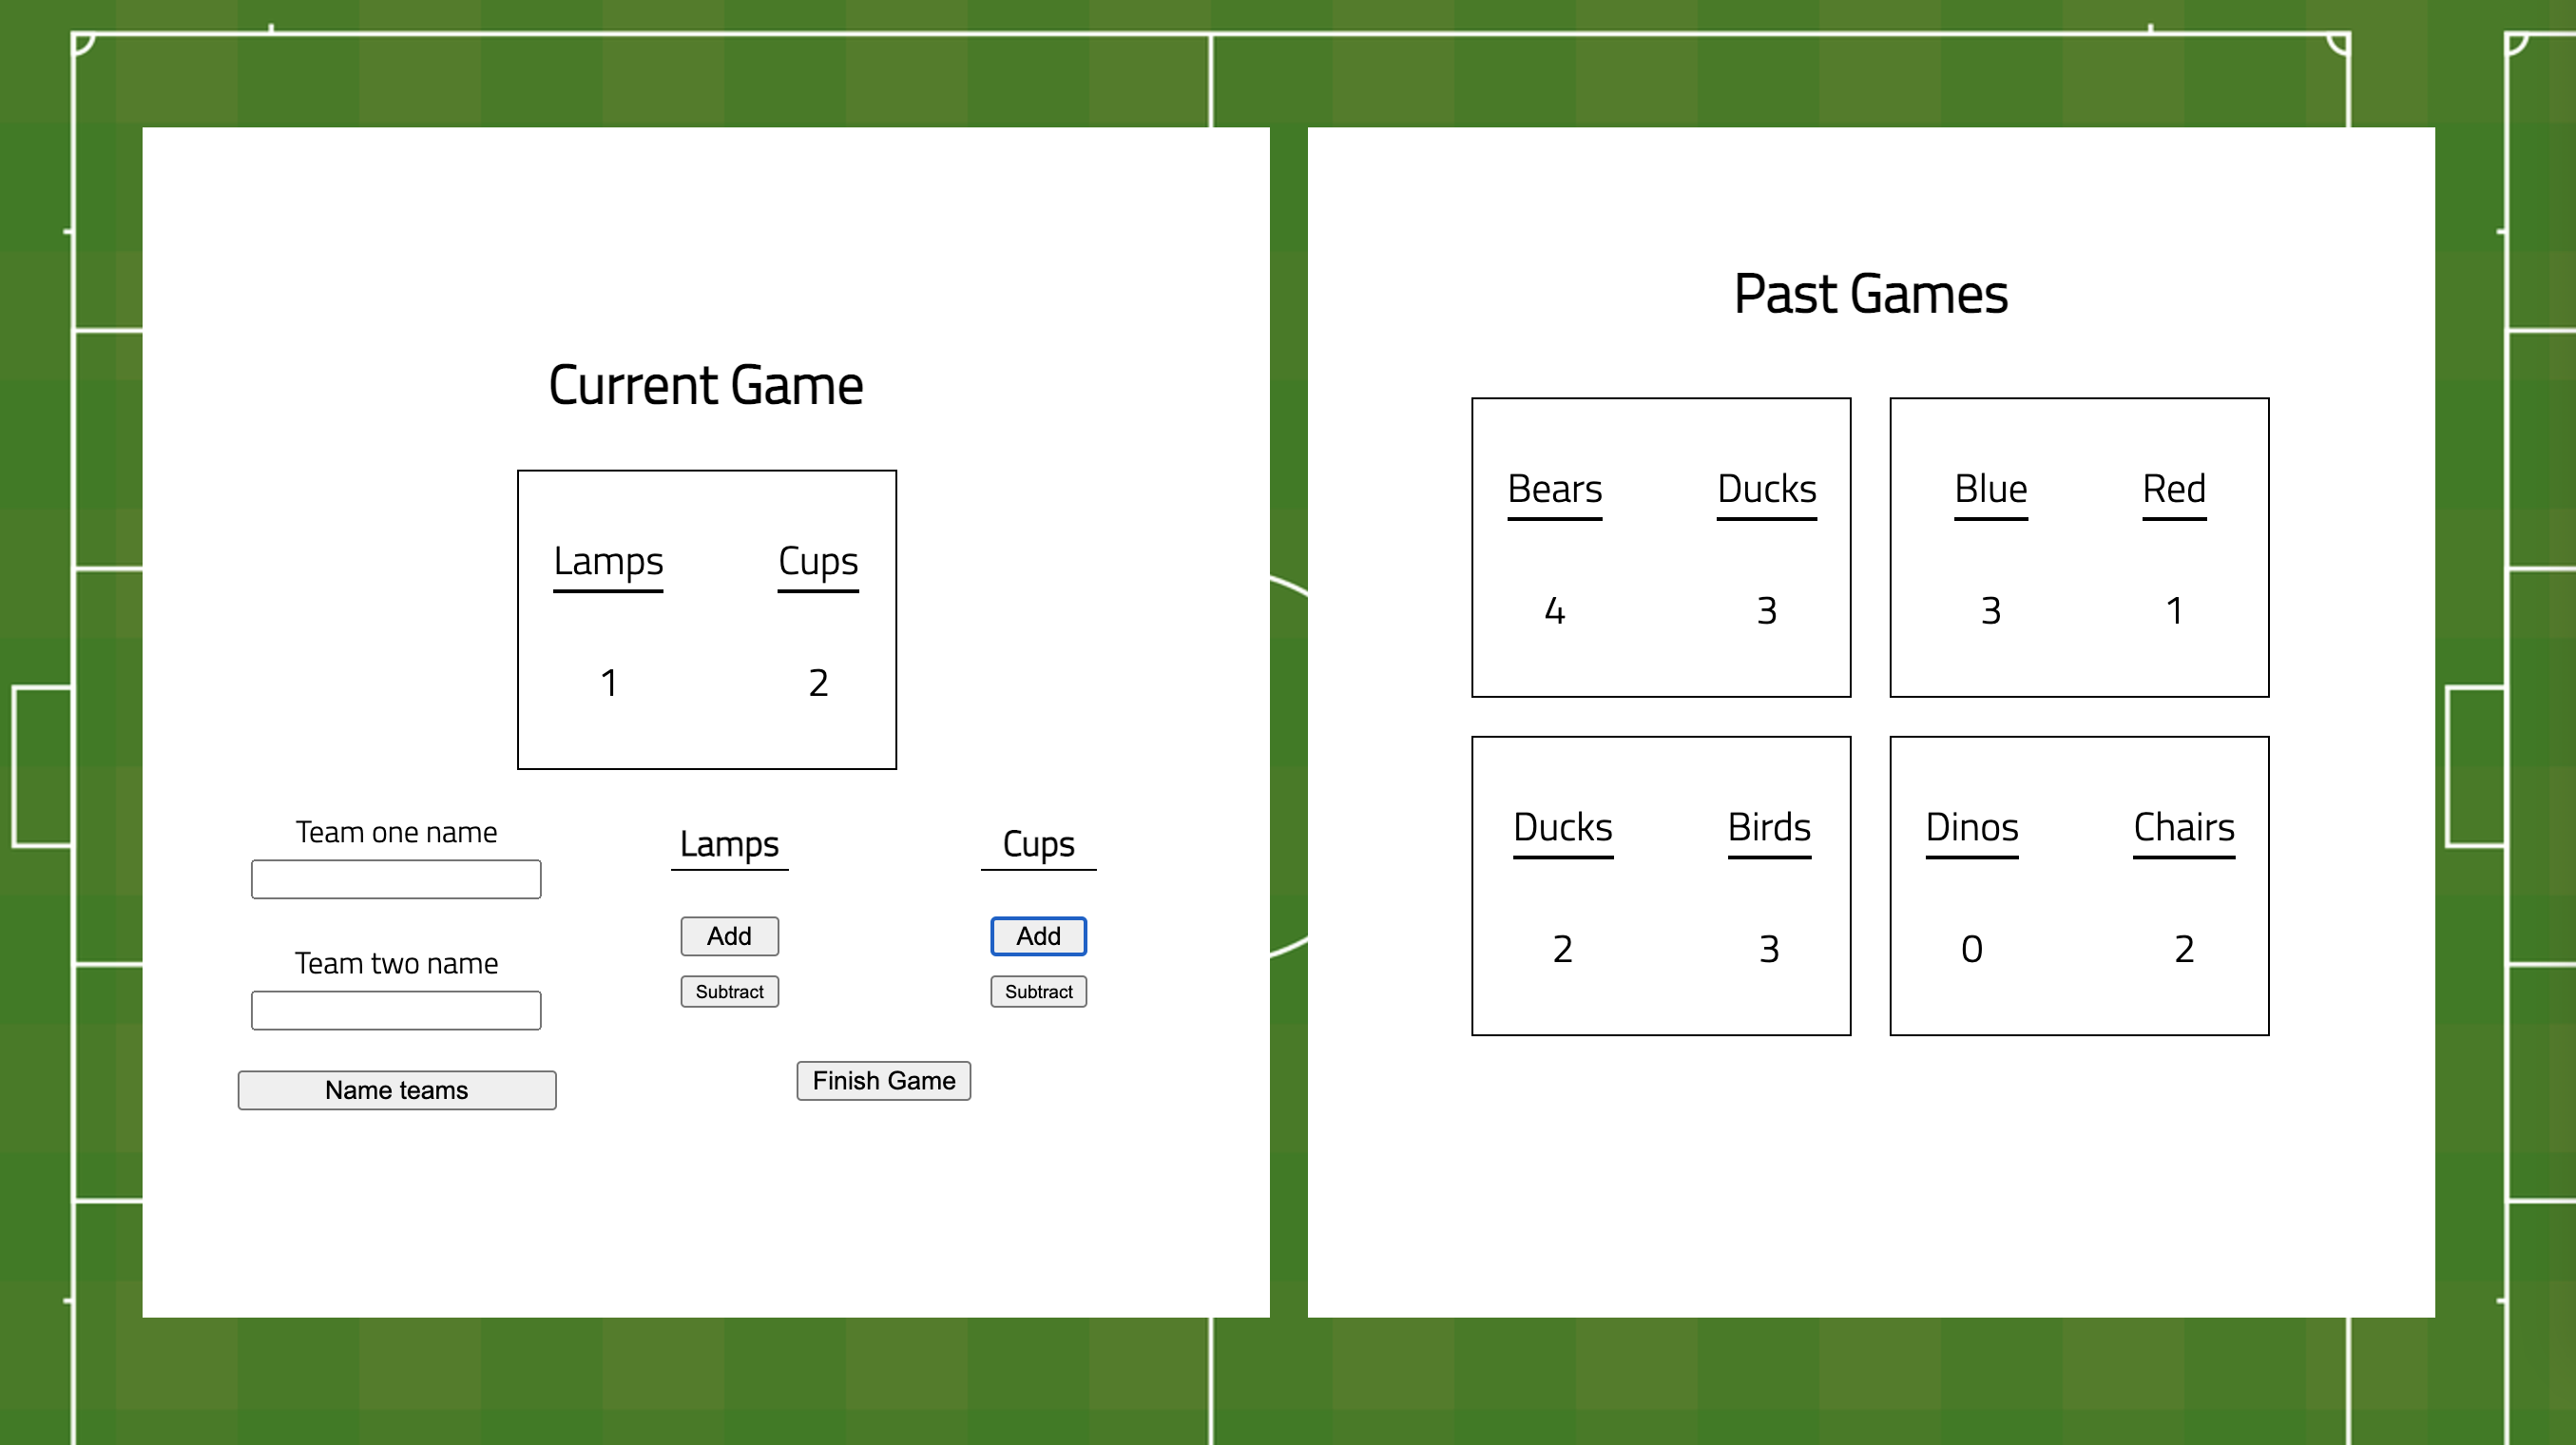 Current Game
Lamps Cups
1 2
Team one name
Team two name
Name teams
Lamps Cups
Add Add
Subtract Subtract
Finish Game
Past Games
Bears Ducks
4 3
Blue Red
3 1
Ducks Birds
2 3
Dinos Chairs
0 2